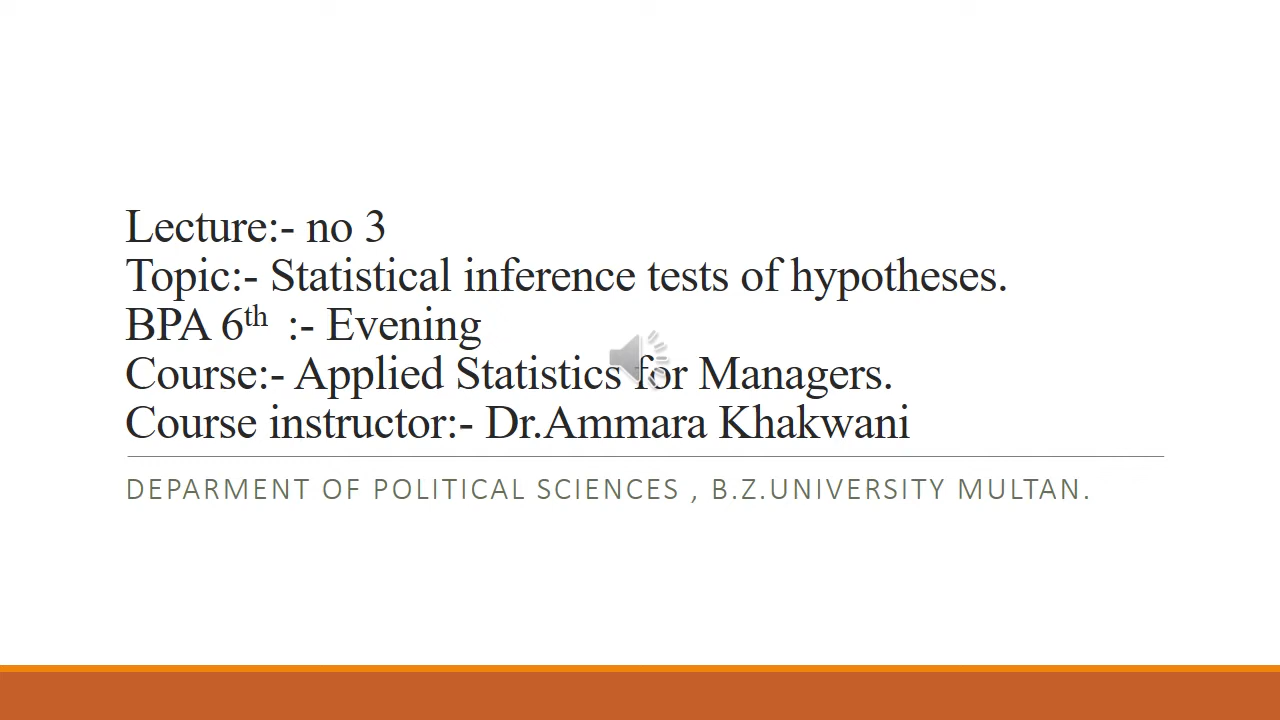 Lecture:- no 3
Topic:- Statistical inference tests of hypotheses.
BPA 6th :- Evening
Course:- Applied Statistics for Managers.
Course instructor:- Dr.Ammara Khakwani
DEPARMENT OF POLITICAL SCIENCES , B.Z.UNIVERSITY MULTAN.